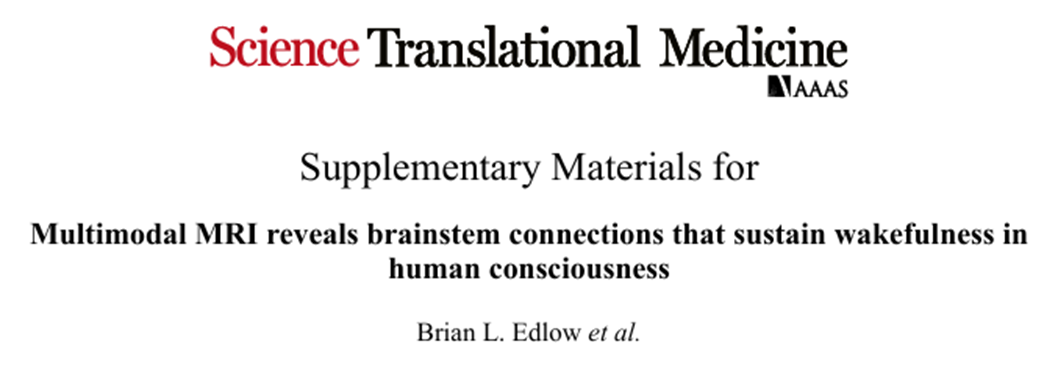 Science Translational Medicine
AAAS
Supplementary Materials for
Multimodal MRI reveals brainstem connections that sustain wakefulness in
human consciousness
Brian L. Edlow et al.